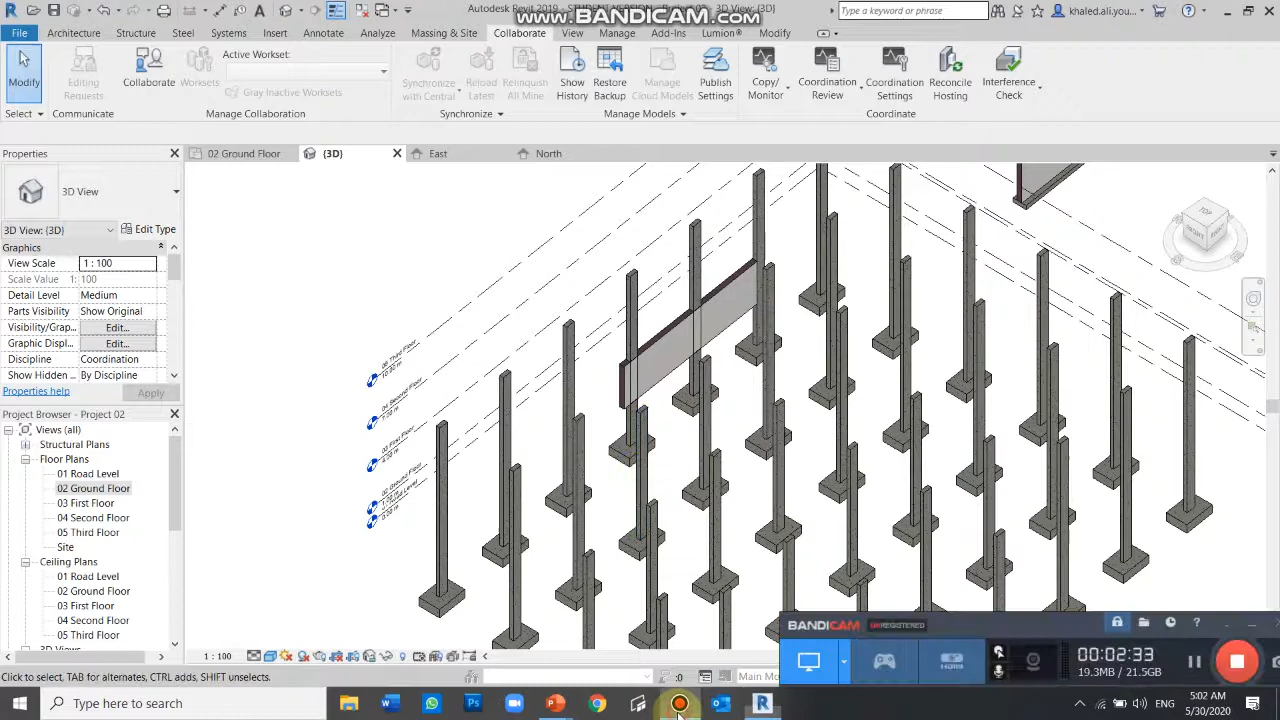 Autodesk Revit 2019 - STUDENT VERSION - Project 02 - 3D View: {3D}
www.BANDICAM.com
Type a keyword or phrase
khaled.ali.you...
File Architecture Structure Steel Systems Insert Annotate Analyze Massing & Site Collaborate View Manage Add-Ins Lumion® Modify
Modify
Editing Requests
Collaborate
Worksets
Active Workset:
Gray Inactive Worksets
Synchronize with Central
Reload Latest
Relinquish All Mine
Show History
Restore Backup
Manage Cloud Models
Publish Settings
Copy/ Monitor
Coordination Review
Coordination Settings
Reconcile Hosting
Interference Check
Select
Communicate
Manage Collaboration
Synchronize
Manage Models
Coordinate
Properties
02 Ground Floor
{3D}
East
North
3D View
3D View: {3D}
Edit Type
Graphics
View Scale 1 : 100
Scale Value 1: 100
Detail Level Medium
Parts Visibility Show Original
Visibility/Grap... Edit...
Graphic Displ... Edit...
Discipline Coordination
Show Hidden ... By Discipline
Properties help
Apply
Project Browser - Project 02
Views (all)
Structural Plans
Floor Plans
01 Road Level
02 Ground Floor
03 First Floor
04 Second Floor
05 Third Floor
Site
Ceiling Plans
01 Road Level
02 Ground Floor
03 First Floor
04 Second Floor
05 Third Floor
TOP
FRONT
BANDICAM UNREGISTERED
00:02:33
19.3MB / 21.5GB
1 : 100
Click to select, TAB for alternates, CTRL adds, SHIFT unselects.
:0
Main Mo
Type here to search
ENG
5:02 AM
5/30/2020